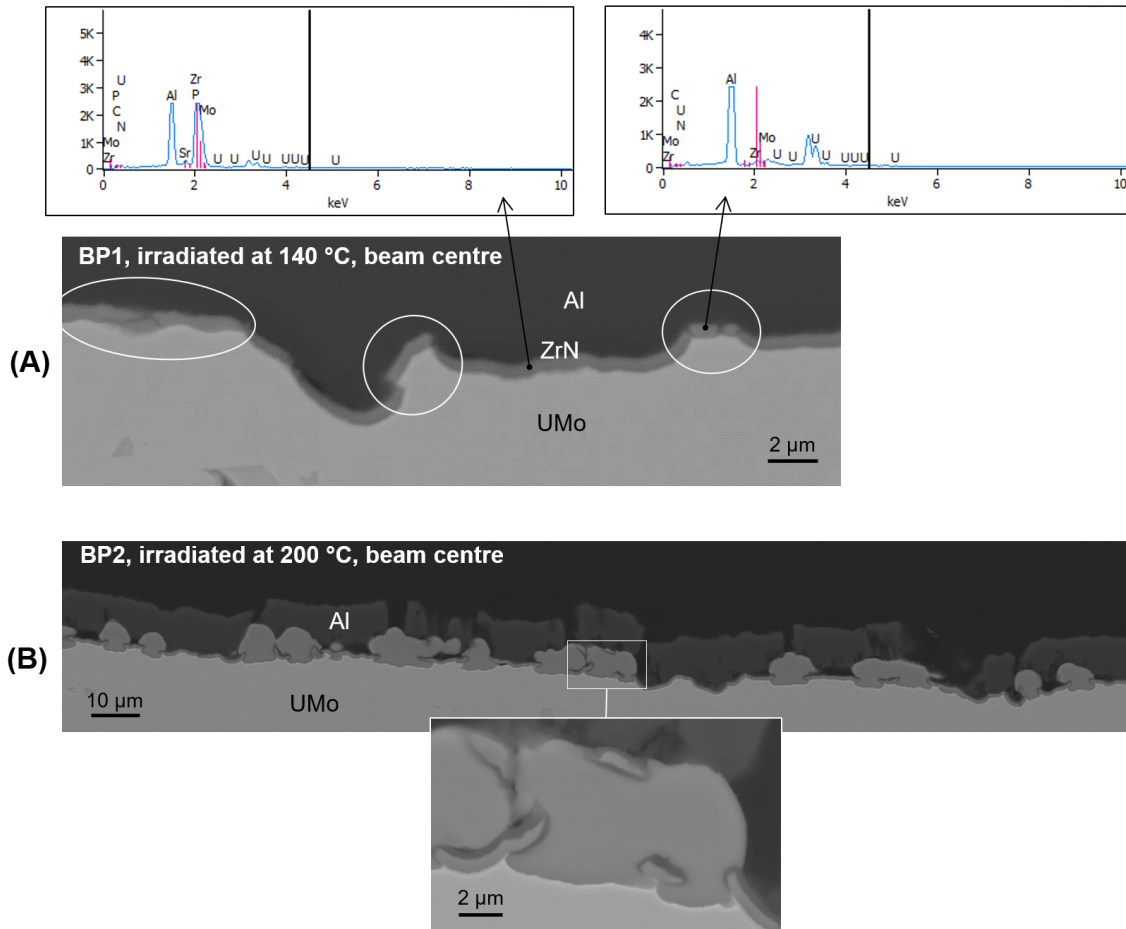 5K
4K
3K
2K
1K
0
U
P
C
N
Mo
Zr
Al
Zr
P
Mo
Sr
U
U
U
U
U
U
U
U
0
2
4
6
8
10
keV
4K
3K
2K
1K
0
C
U
N
Mo
Zr
Al
Mo
Zr
U
U
U
U
U
U
U
U
0
2
4
6
8
10
keV
(A)
BP1, irradiated at 140 °C, beam centre
Al
ZrN
UMo
2 µm
(B)
BP2, irradiated at 200 °C, beam centre
Al
UMo
10 µm
2 µm